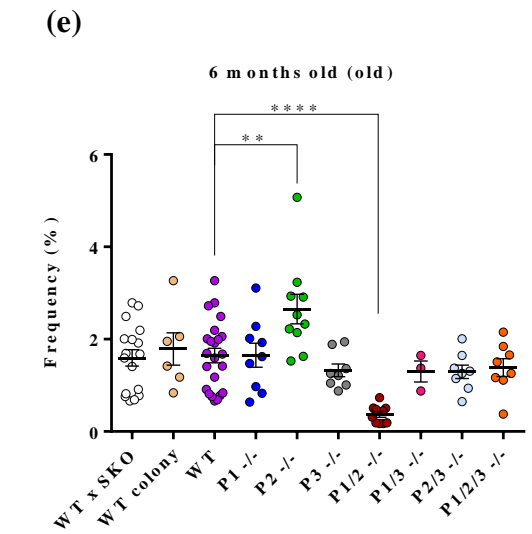 (e)
6 months old (old)
****
**
6
4
2
0
Frequency (%)
WT x SKO
WT colony
WT
P1 -/-
P2 -/-
P3 -/-
P1/2 -/-
P1/3 -/-
P2/3 -/-
P1/2/3 -/-